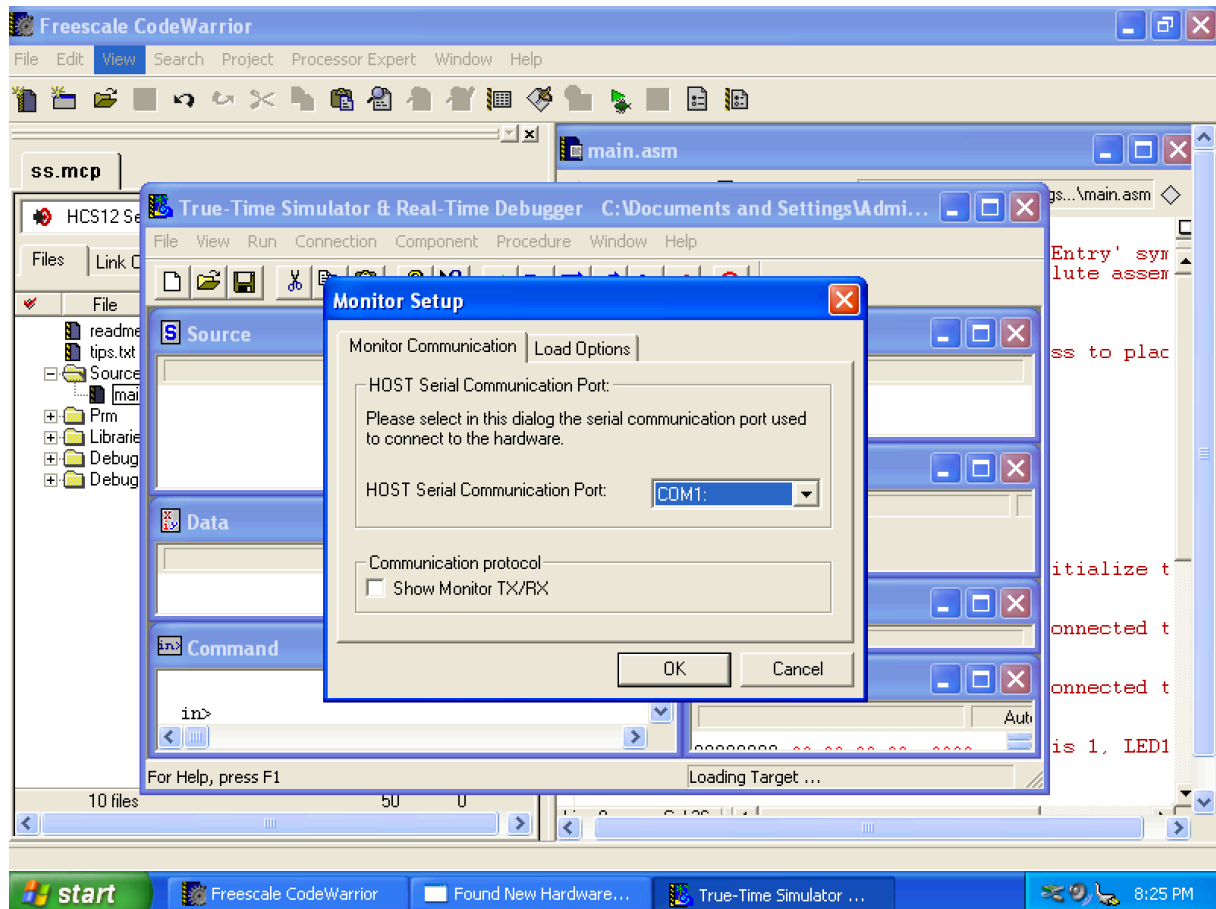 Freescale CodeWarrior
File Edit View Search Project Processor Expert Window Help
ss.mcp
main.asm
gs...\main.asm
HCS12 Se
True-Time Simulator & Real-Time Debugger C:\Documents and Settings\Admi...
File View Run Connection Component Procedure Window Help
Files Link O
Entry' sym
lute assem
File
readme
tips.txt
Source
mai
Prm
Librarie
Debug
Debug
Source
Data
Command
in>
Monitor Setup
Monitor Communication Load Options
HOST Serial Communication Port:
Please select in this dialog the serial communication port used
to connect to the hardware.
HOST Serial Communication Port: COM1:
Communication protocol
Show Monitor TX/RX
OK Cancel
ss to plac
itialize t
onnected t
onnected t
is 1, LED1
Auto
For Help, press F1 Loading Target ...
10 files 50 0
start Freescale CodeWarrior Found New Hardware... True-Time Simulator ... 8:25 PM